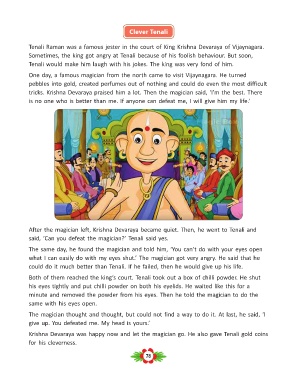 Clever Tenali
Tenali Raman was a famous jester in the court of King Krishna Devaraya of Vijaynagara.
Sometimes, the king got angry at Tenali because of his foolish behaviour. But soon,
Tenali would make him laugh with his jokes. The king was very fond of him.
One day, a famous magician from the north came to visit Vijaynagara. He turned
pebbles into gold, created perfumes out of nothing and could do even the most difficult
tricks. Krishna Devaraya praised him a lot. Then the magician said, 'I'm the best. There
is no one who is better than me. If anyone can defeat me, I will give him my life.'
After the magician left, Krishna Devaraya became quiet. Then, he went to Tenali and
said, 'Can you defeat the magician?' Tenali said yes.
The same day, he found the magician and told him, 'You can't do with your eyes open
what I can easily do with my eyes shut.' The magician got very angry. He said that he
could do it much better than Tenali. If he failed, then he would give up his life.
Both of them reached the king's court. Tenali took out a box of chilli powder. He shut
his eyes tightly and put chilli powder on both his eyelids. He waited like this for a
minute and removed the powder from his eyes. Then he told the magician to do the
same with his eyes open.
The magician thought and thought, but could not find a way to do it. At last, he said, 'I
give up. You defeated me. My head is yours.'
Krishna Devaraya was happy now and let the magician go. He also gave Tenali gold coins
for his cleverness.